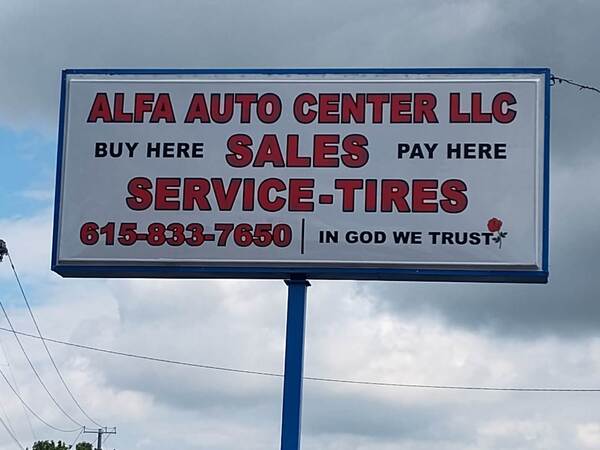 ALFA AUTO CENTER LLC
BUY HERE SALES PAY HERE
SERVICE-TIRES
615-833-7650 | IN GOD WE TRUST